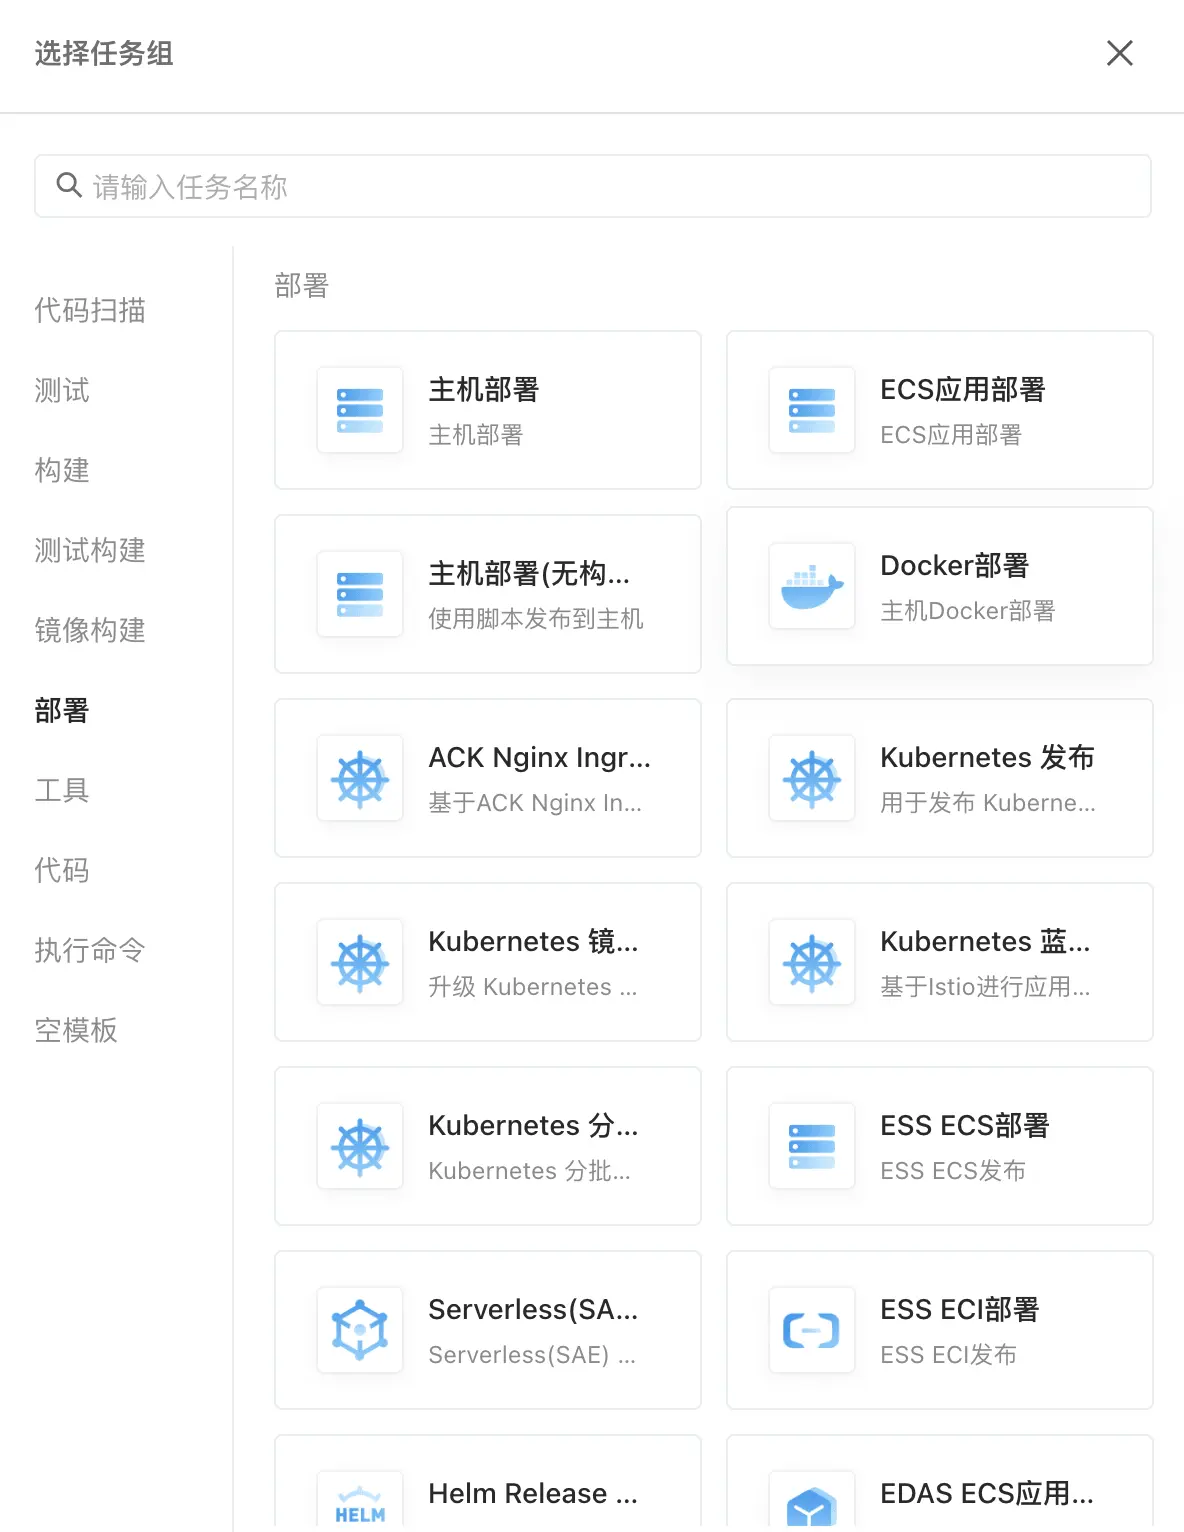 选择任务组
请输入任务名称
代码扫描
测试
构建
测试构建
镜像构建
部署
工具
代码
执行命令
空模板
部署
主机部署
主机部署
ECS应用部署
ECS应用部署
主机部署(无构...
使用脚本发布到主机
Docker部署
主机Docker部署
ACK Nginx Ingr...
基于ACK Nginx In...
Kubernetes 发布
用于发布 Kuberne...
Kubernetes 镜...
升级 Kubernetes ...
Kubernetes 蓝...
基于Istio进行应用...
Kubernetes 分...
Kubernetes 分批...
ESS ECS部署
ESS ECS发布
Serverless(SA...
Serverless(SAE) ...
ESS ECI部署
ESS ECI发布
HELM
Helm Release ...
EDAS ECS应用...